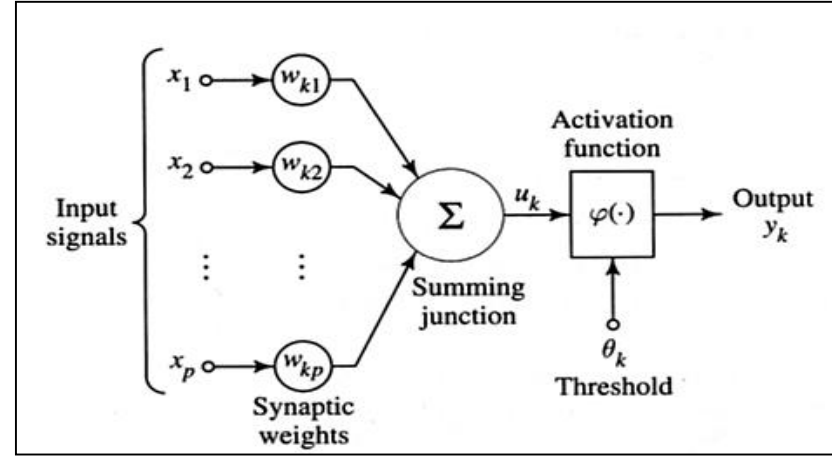 Input
signals
x1
x2
⋮
xp
wk1
wk2
⋮
wkp
Synaptic
weights
Σ
Summing
junction
uk
Activation
function
φ(·)
θk
Threshold
Output
yk